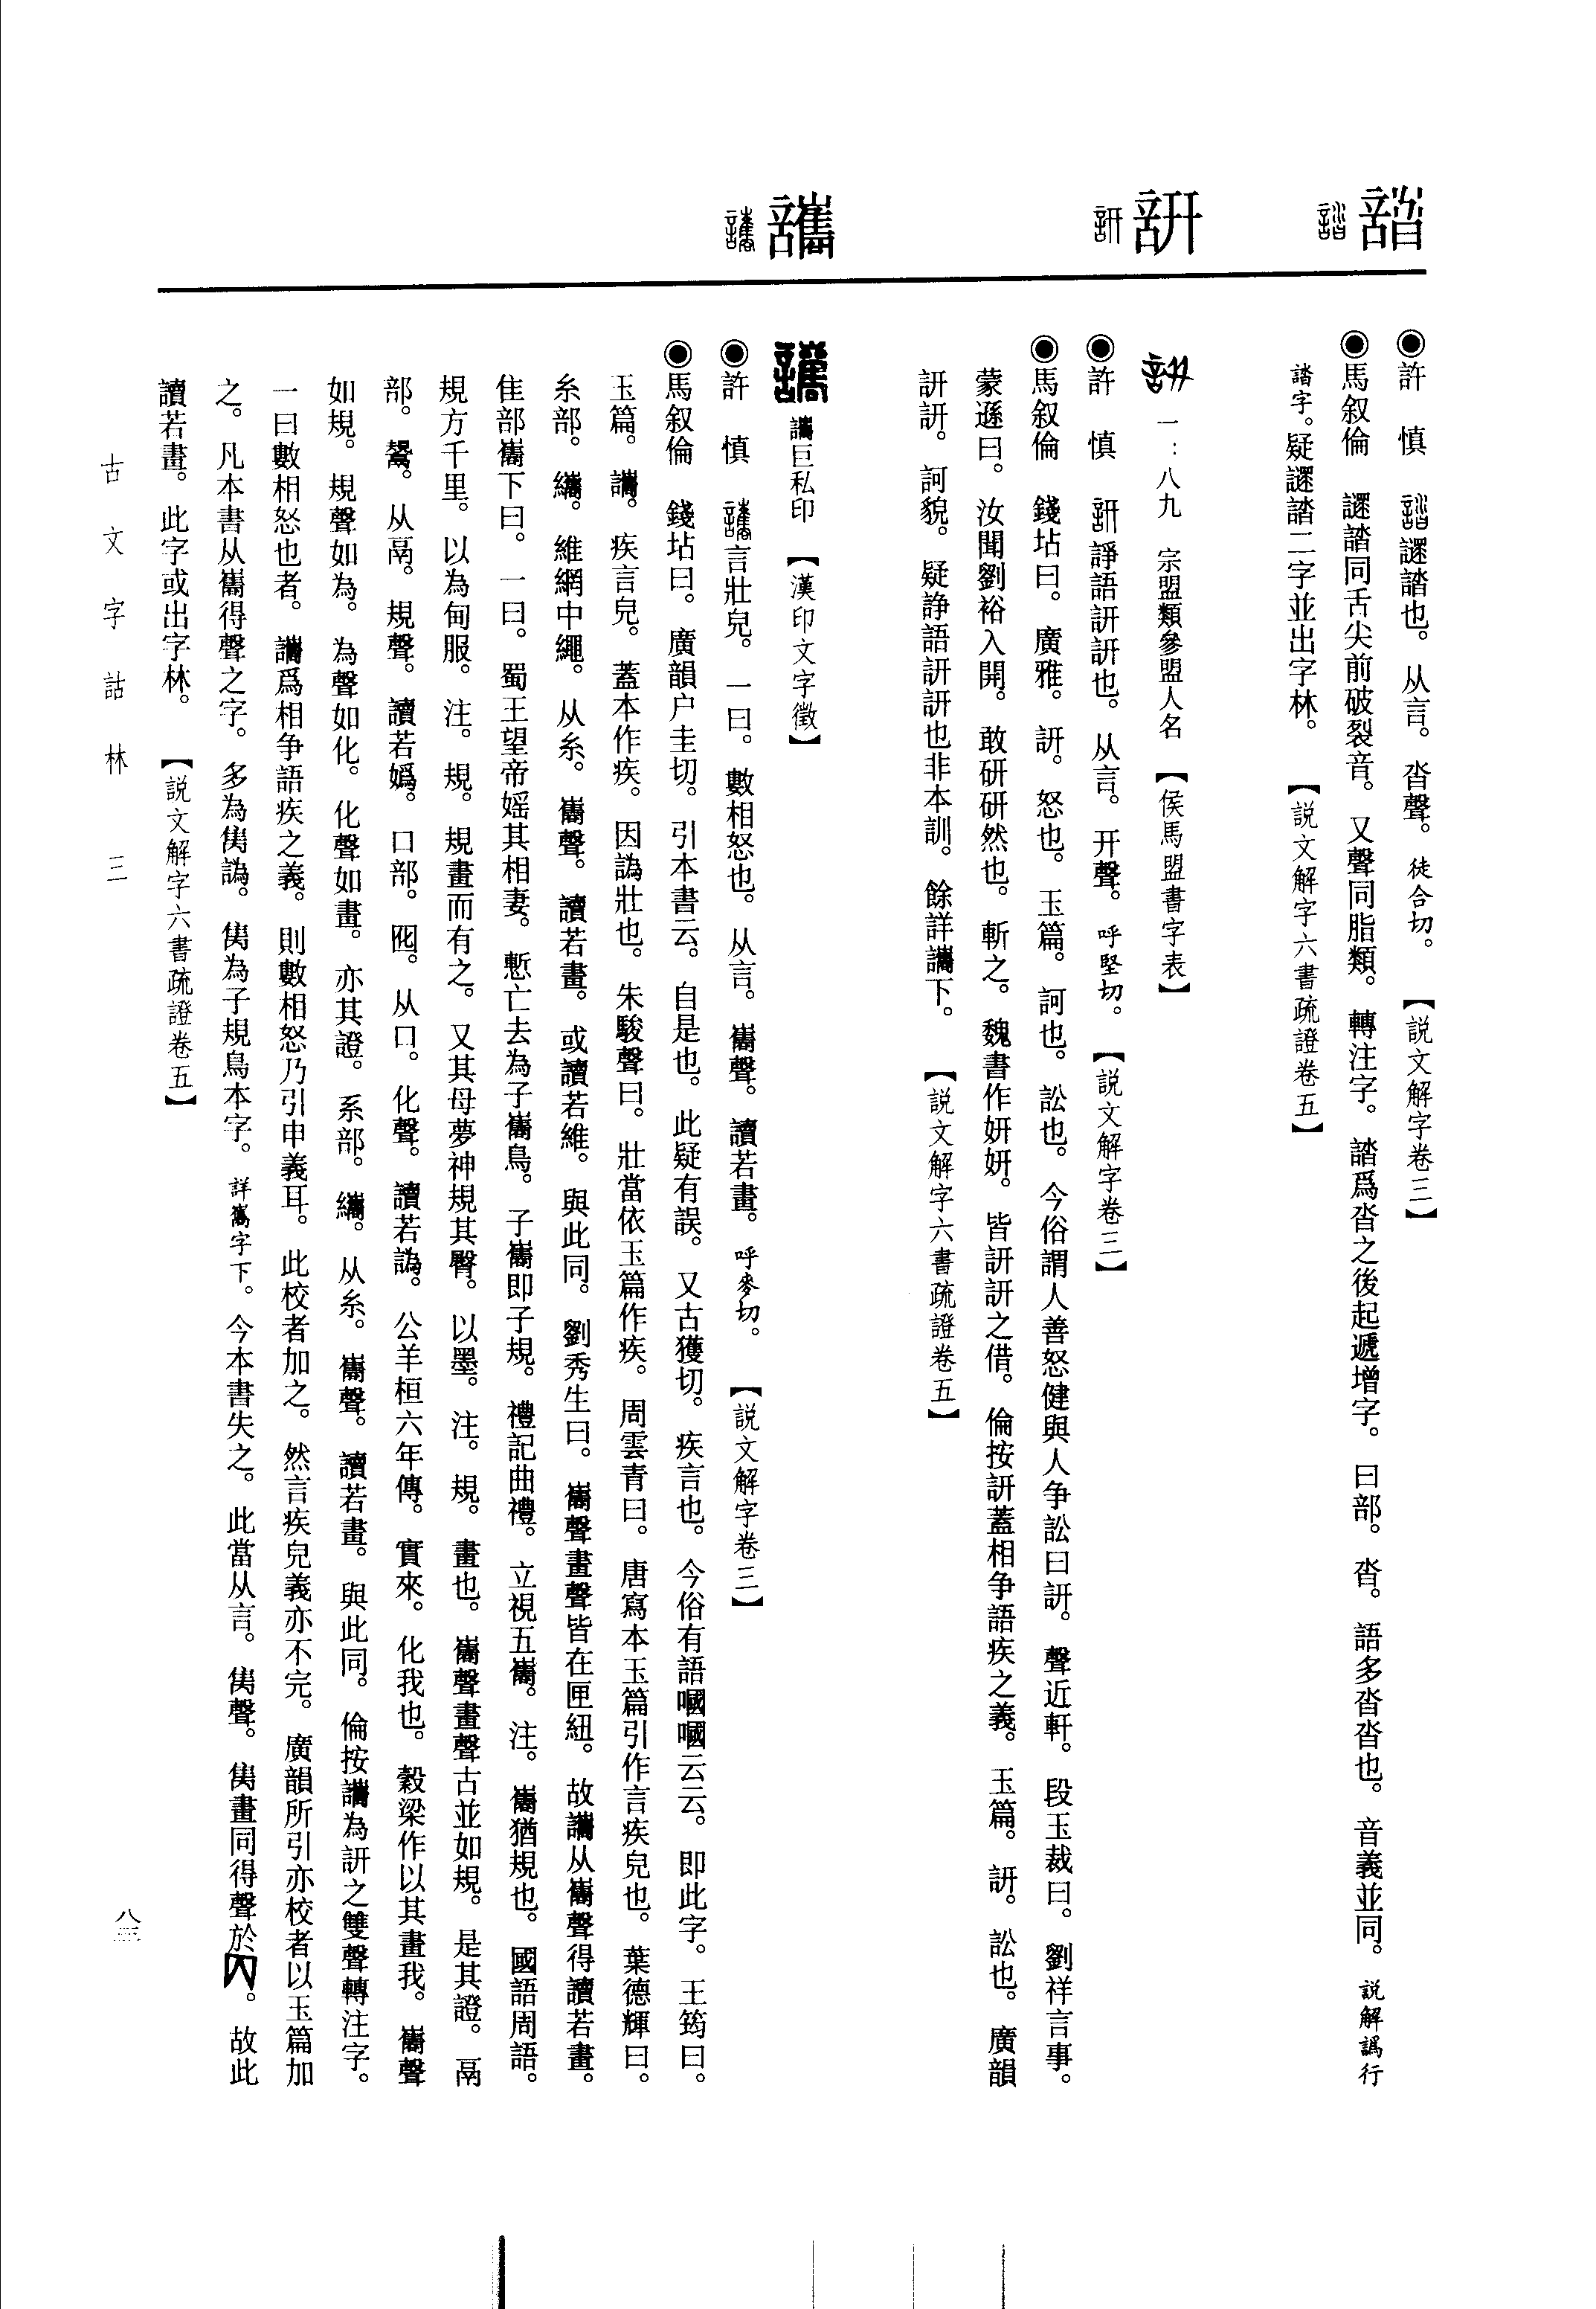 䜚
訮
讗
◉許　慎　䜚謎䜚也。从言。沓聲。徒合切。【説文解字卷三】
◉馬叙倫　䜚同舌尖前破裂音。又聲同脂類。轉注字。䜚爲沓之後起遞增字。曰部。沓。語多沓沓也。音義並同。説解譌行
䜚字。疑䜚二字並出字林。【説文解字六書疏證卷五】
一：八九　宗盟類參盟人名　【侯馬盟書字表】
◉許　慎　訮諍語訮訮也。从言。幵聲。呼堅切。【説文解字卷三】
◉馬叙倫　錢坫曰。廣雅。訮。怒也。玉篇。訶也。訟也。今俗謂人善怒健與人争訟曰訮。聲近軒。段玉裁曰。劉祥言事。
蒙遜曰。汝聞劉裕入開。敢研研然也。斬之。魏書作妍妍。皆訮訮之借。倫按訮蓋相争語疾之義。玉篇。訮。訟也。廣韻
訮訮。訶貌。疑諍語訮訮也非本訓。餘詳讗下。【説文解字六書疏證卷五】
讗巨私印　【漢印文字徵】
◉許　慎　讗言壯皃。一曰。數相怒也。从言。巂聲。讀若畫。呼麥切。【説文解字卷三】
◉馬叙倫　錢坫曰。廣韻户圭切。引本書云。自是也。此疑有誤。又古獲切。疾言也。今俗有語嘓嘓云云。即此字。王筠曰。
玉篇。讗。疾言皃。蓋本作疾。因譌壯也。朱駿聲曰。壯當依玉篇作疾。周雲青曰。唐寫本玉篇引作言疾皃也。葉德輝曰。
糸部。纗。維網中繩。从糸。巂聲。讀若畫。或讀若維。與此同。劉秀生曰。巂聲畫聲皆在匣紐。故讗从巂聲得讀若畫。
隹部巂下曰。一曰。蜀王望帝婬其相妻。慙亡去為子巂鳥。子巂即子規。禮記曲禮。立視五巂。注。巂猶規也。國語周語。
規方千里。以為甸服。注。規。規畫而有之。又其母夢神規其臀。以墨。注。規。畫也。巂聲畫聲古並如規。是其證。鬲
部。鬹。从鬲。規聲。讀若嬀。口部。囮。从口。化聲。讀若譌。公羊桓六年傳。實來。化我也。穀梁作以其畫我。巂聲
如規。規聲如為。為聲如化。化聲如畫。亦其證。系部。纗。从糸。巂聲。讀若畫。與此同。倫按讗為訮之雙聲轉注字。
一曰數相怒也者。讗爲相争語疾之義。則數相怒乃引申義耳。此校者加之。然言疾皃義亦不完。廣韻所引亦校者以玉篇加
之。凡本書从巂得聲之字。多為雋譌。雋為子規鳥本字。詳巂字下。今本書失之。此當从言。雋聲。雋畫同得聲於。故此
讀若畫。此字或出字林。【説文解字六書疏證卷五】
古文字詁林　三
八三